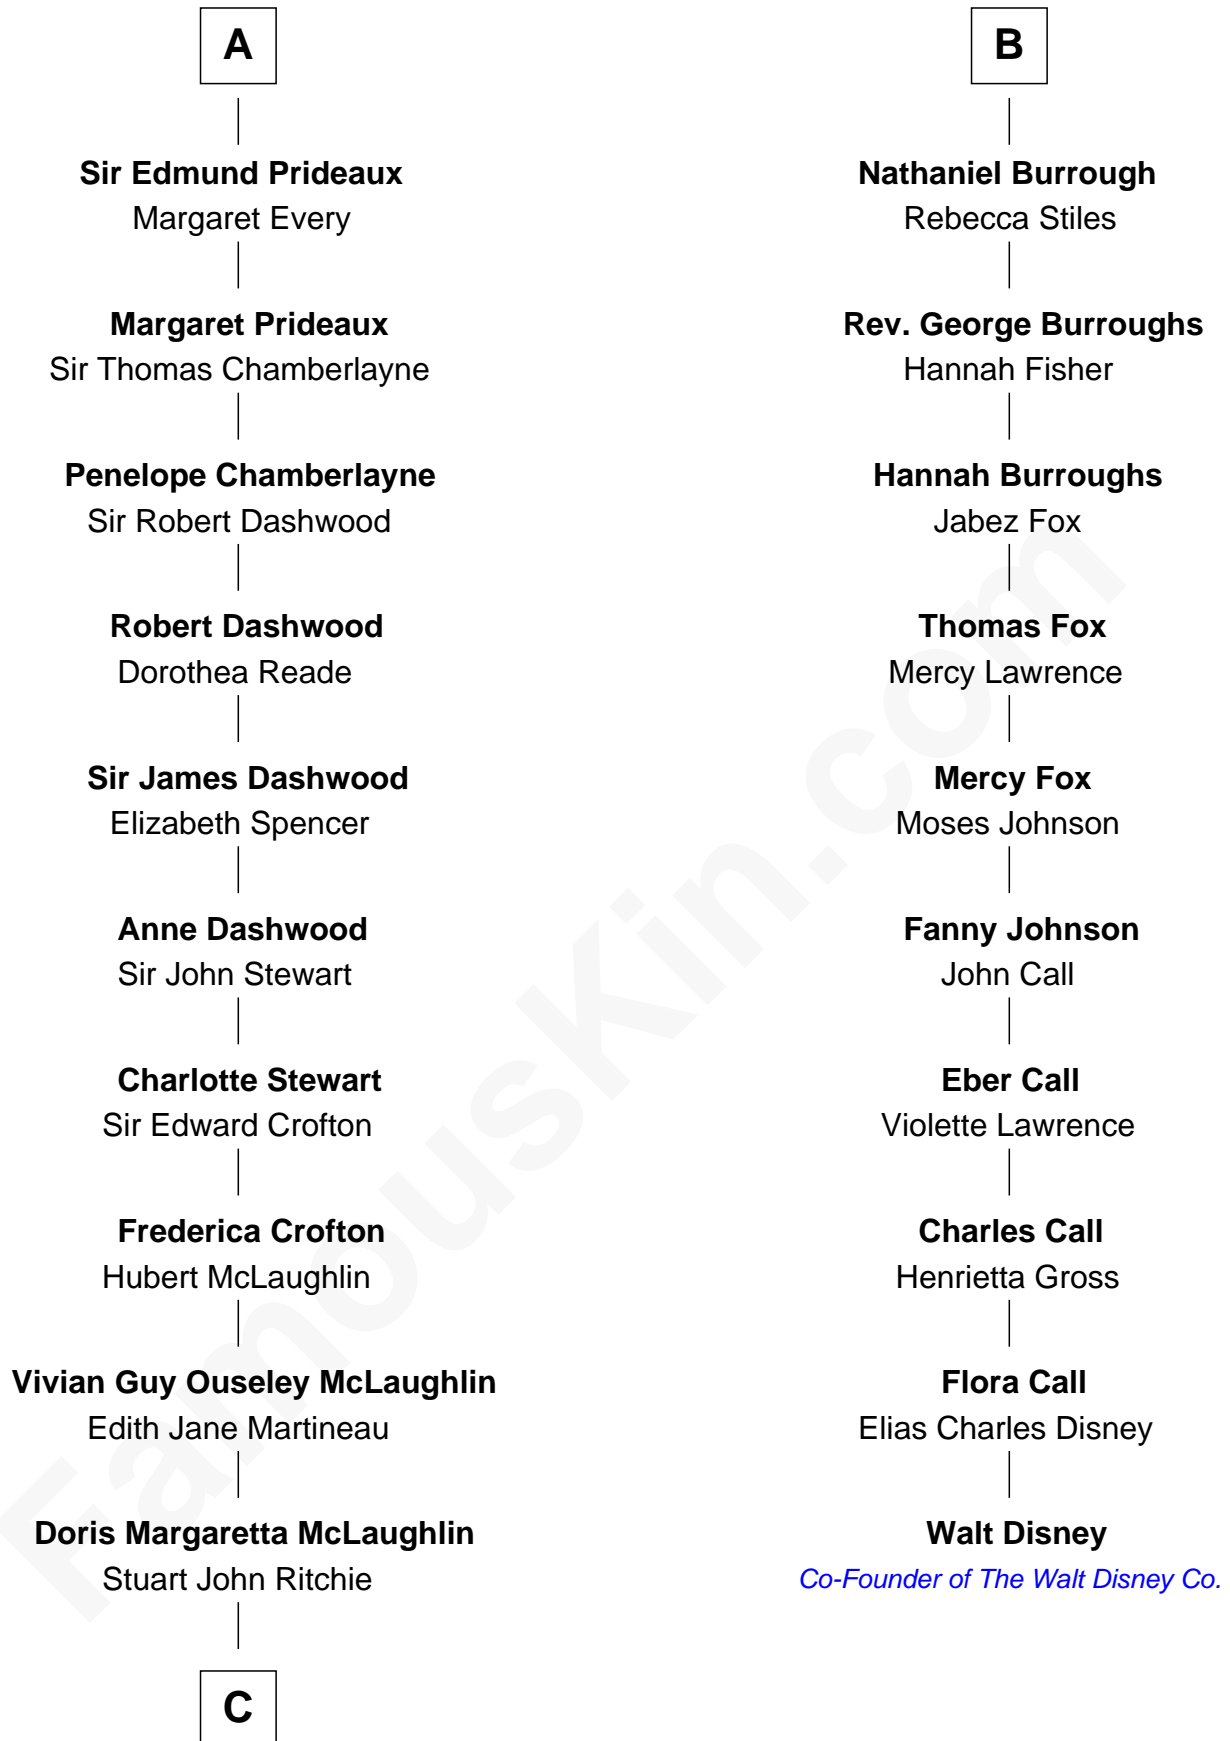 A
Sir Edmund Prideaux
Margaret Every
Margaret Prideaux
Sir Thomas Chamberlayne
Penelope Chamberlayne
Sir Robert Dashwood
Robert Dashwood
Dorothea Reade
Sir James Dashwood
Elizabeth Spencer
Anne Dashwood
Sir John Stewart
Charlotte Stewart
Sir Edward Crofton
Frederica Crofton
Hubert McLaughlin
Vivian Guy Ouseley McLaughlin
Edith Jane Martineau
Doris Margaretta McLaughlin
Stuart John Ritchie
C
B
Nathaniel Burrough
Rebecca Stiles
Rev. George Burroughs
Hannah Fisher
Hannah Burroughs
Jabez Fox
Thomas Fox
Mercy Lawrence
Mercy Fox
Moses Johnson
Fanny Johnson
John Call
Eber Call
Violette Lawrence
Charles Call
Henrietta Gross
Flora Call
Elias Charles Disney
Walt Disney
Co-Founder of The Walt Disney Co.
FamousKin.com